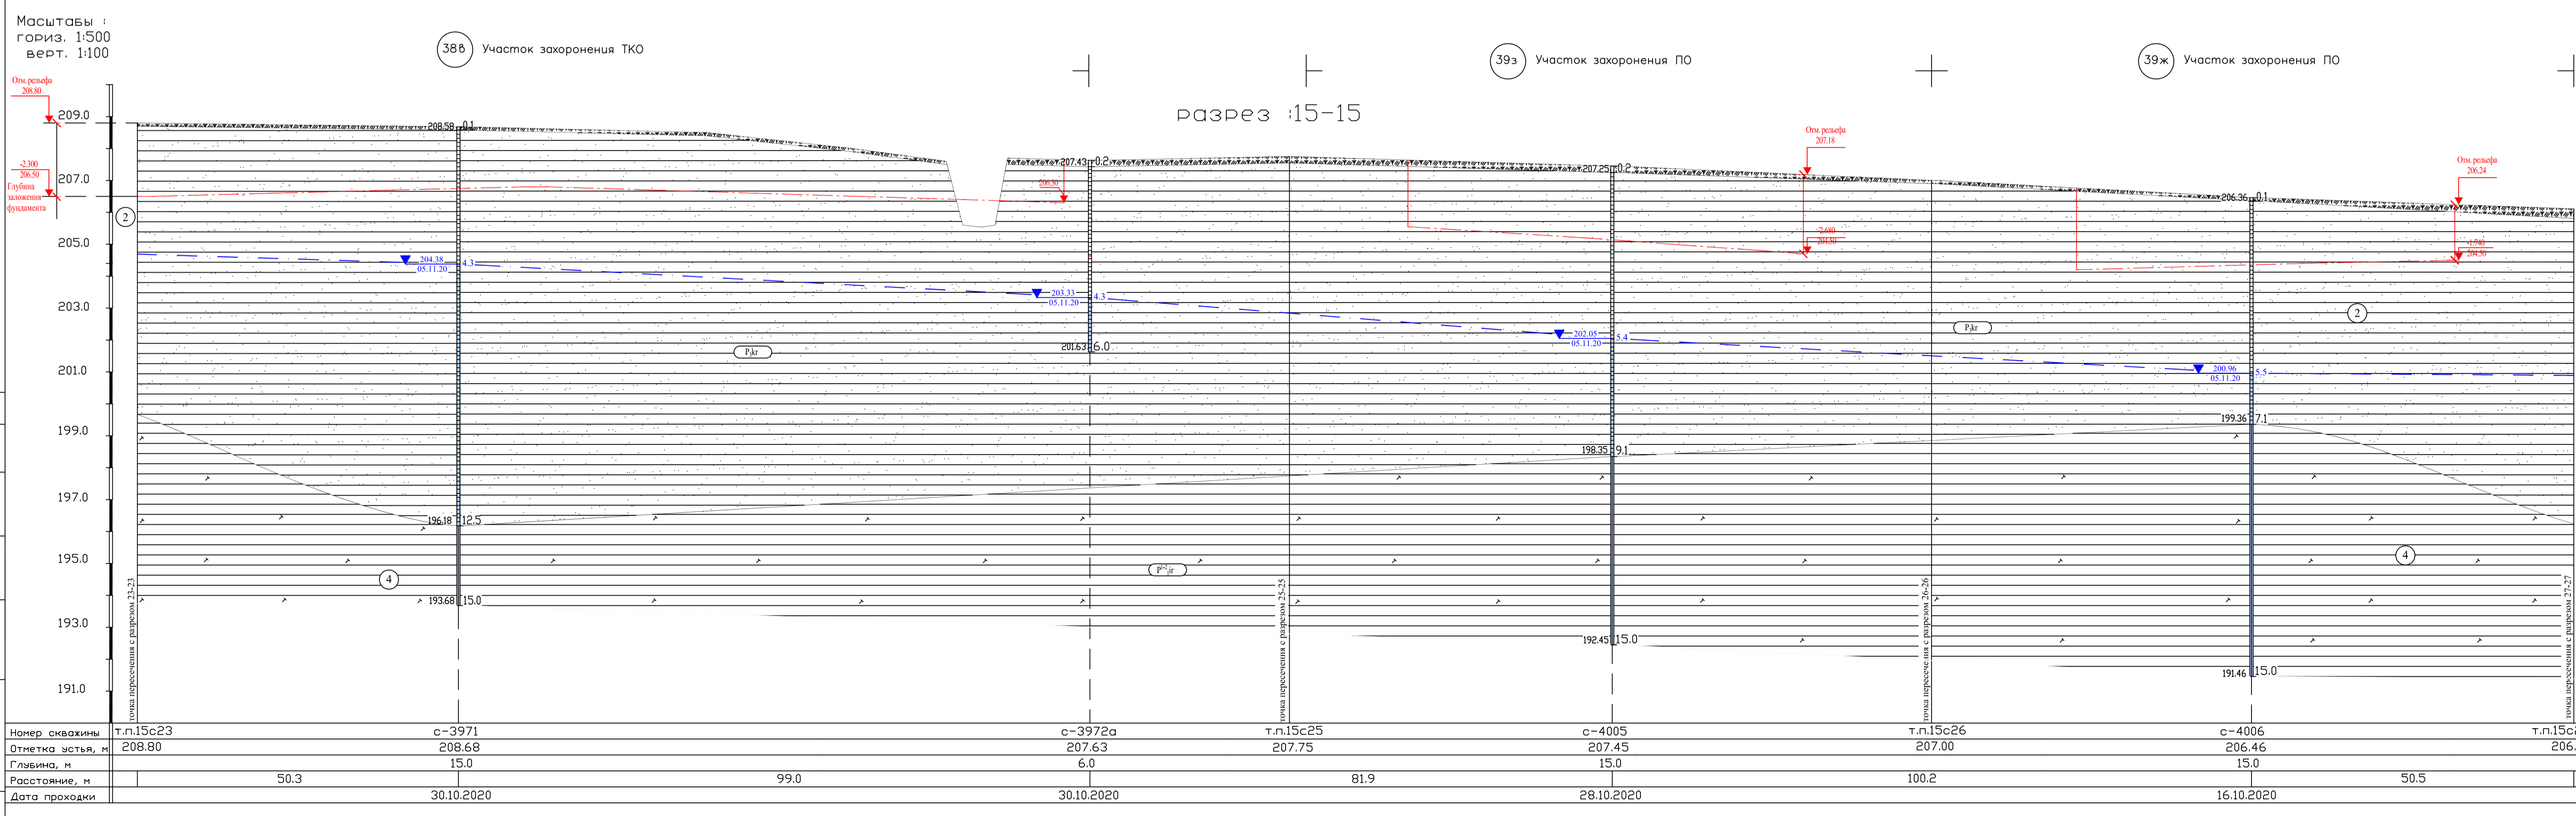 Масштабы :
гориз. 1:500
верт. 1:100
38в Участок захоронения ТКО
39з Участок захоронения ПО
39ж Участок захоронения ПО
разрез :15-15
Отм. рельефа
208.80
209.0
-2.300
206.50
Глубина
заложения
фундамента
207.0
205.0
203.0
201.0
199.0
197.0
195.0
193.0
191.0
2
208.58 0.1
204.38 4.3
05.11.20
196.18 12.5
4
193.68 15.0
P₁kr
207.43 0.2
206.30
203.33 4.3
05.11.20
201.63 6.0
207.25 0.2
202.05 5.4
05.11.20
198.35 9.1
192.45 15.0
Отм. рельефа
207.18
-2.680
204.50
P₁kr
206.36 0.1
200.96 5.5
05.11.20
199.36 7.1
191.46 15.0
2
4
Отм. рельефа
206.24
-1.740
204.50
точка пересечения с разрезом 23-23
точка пересечения с разрезом 25-25
точка пересечения с разрезом 26-26
точка пересечения с разрезом 27-27
Номер скважины т.п.15с23 с-3971 с-3972а т.п.15с25 с-4005 т.п.15с26 с-4006 т.п.15с
Отметка устья, м 208.80 208.68 207.63 207.75 207.45 207.00 206.46 206.
Глубина, м 15.0 6.0 15.0 15.0
Расстояние, м 50.3 99.0 81.9 100.2 50.5
Дата проходки 30.10.2020 30.10.2020 28.10.2020 16.10.2020